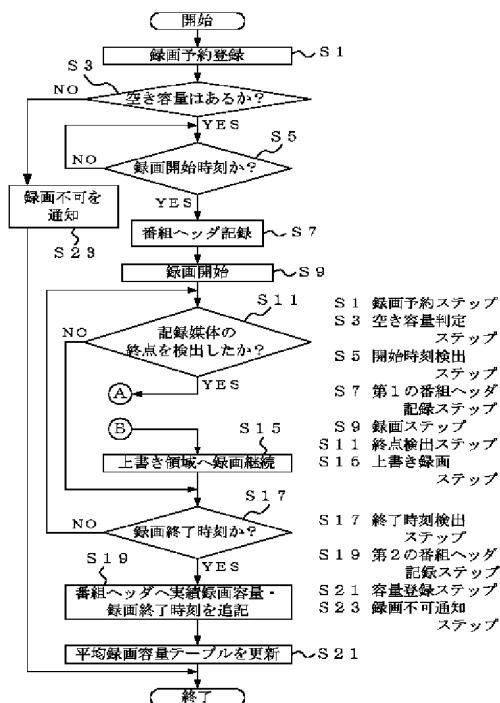 開始
録画予約登録
S1
S3
NO
空き容量はあるか?
YES
S5
NO
録画開始時刻か?
YES
録画不可を
通知
S23
番組ヘッダ記録
S7
録画開始
S9
S11
NO
記録媒体の
終点を検出したか?
YES
A
B
S15
上書き領域へ録画継続
S17
NO
録画終了時刻か?
YES
S19
番組ヘッダへ実績録画容量・
録画終了時刻を追記
平均録画容量テーブルを更新
S21
終了
S1 録画予約ステップ
S3 空き容量判定
ステップ
S5 開始時刻検出
ステップ
S7 第1の番組ヘッダ
記録ステップ
S9 録画ステップ
S11 終点検出ステップ
S15 上書き録画
ステップ
S17 終了時刻検出
ステップ
S19 第2の番組ヘッダ
記録ステップ
S21 容量登録ステップ
S23 録画不可通知
ステップ